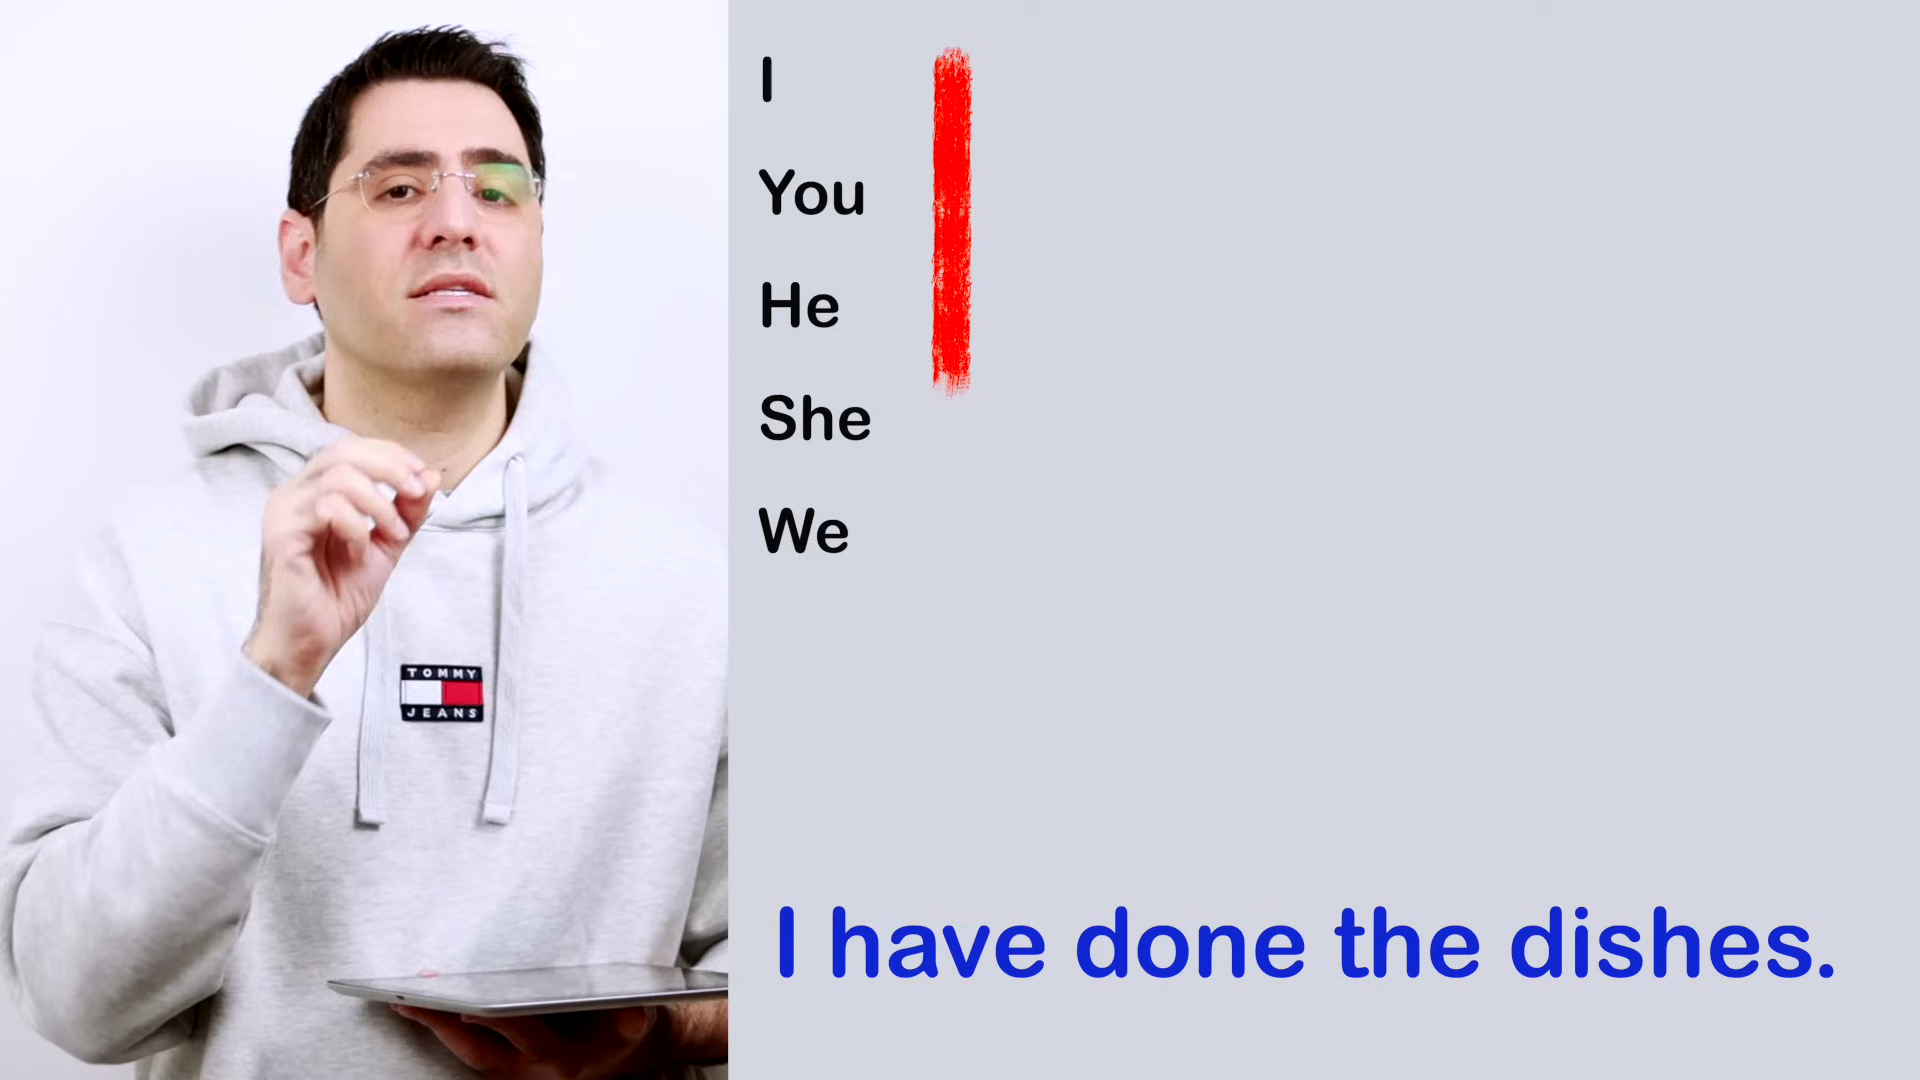 I
You
He
She
We
I have done the dishes.
TOMMY
JEANS